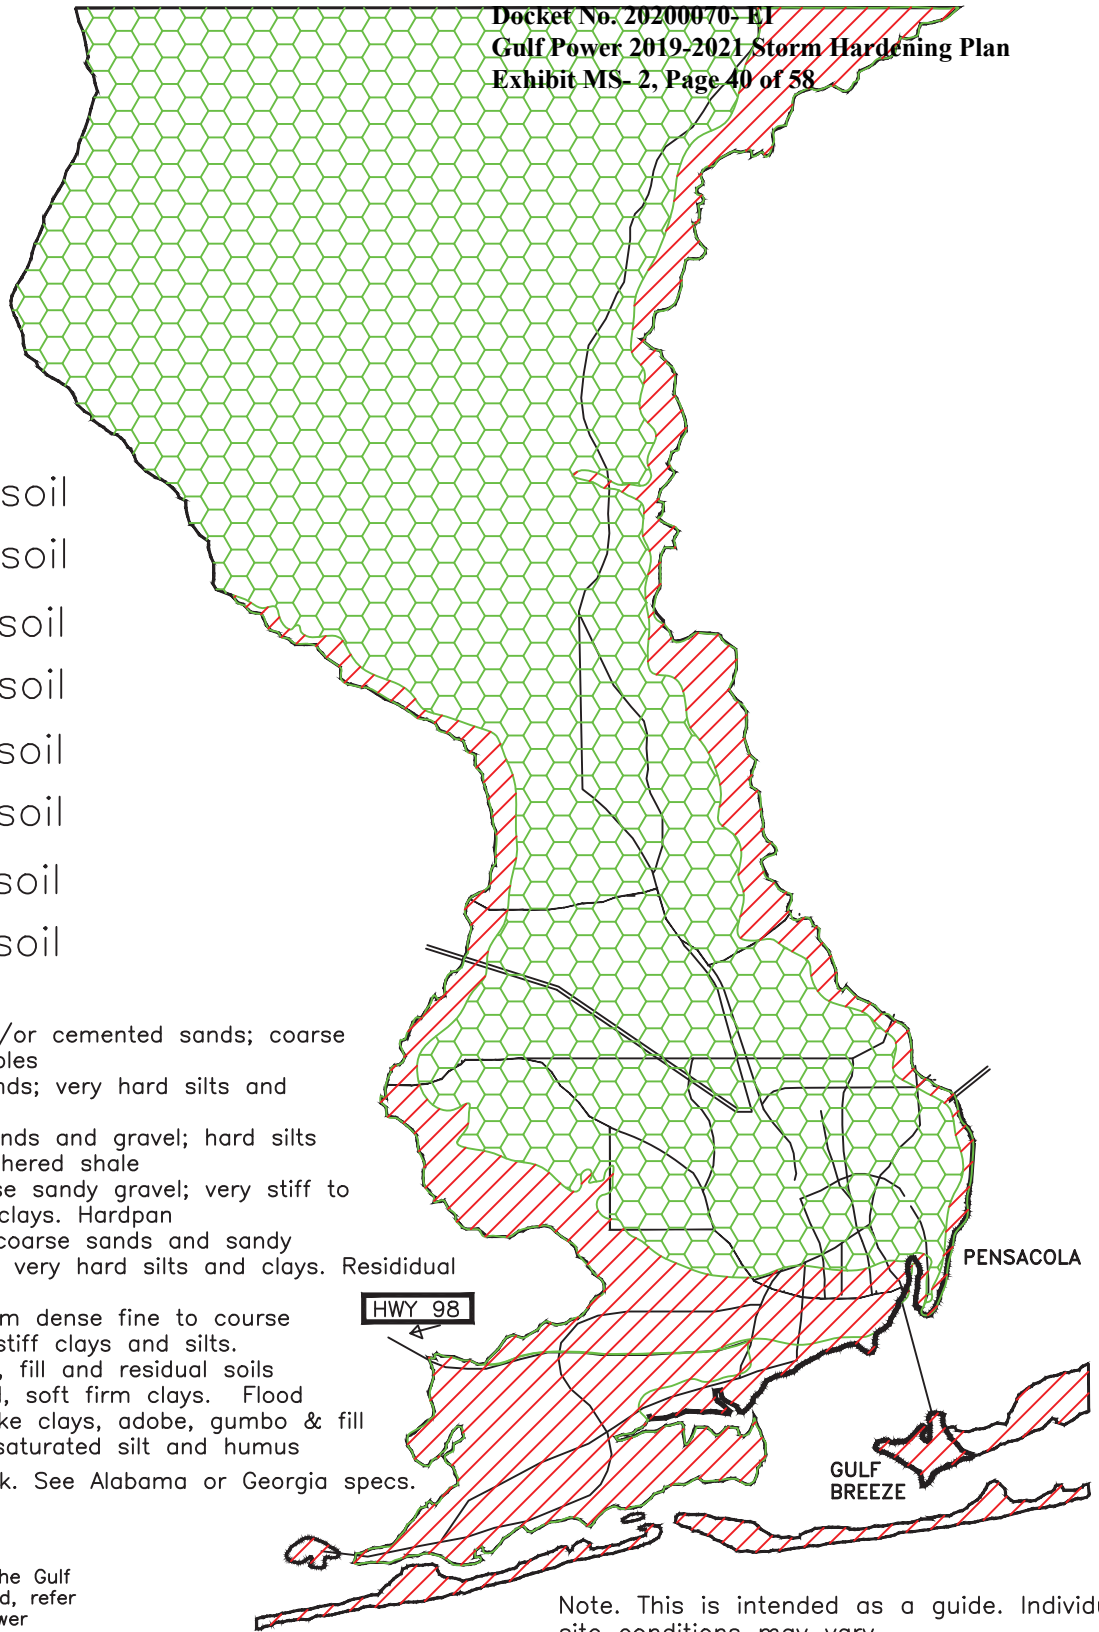 Docket No. 20200070- EI
Gulf Power 2019-2021 Storm Hardening Plan
Exhibit MS- 2, Page 40 of 58
soil
soil
soil
soil
soil
soil
soil
soil
/or cemented sands; coarse
nds; very hard silts and
nds and gravel; hard silts
hered shale
se sandy gravel; very stiff to
clays. Hardpan
coarse sands and sandy
very hard silts and clays. Resididual
m dense fine to course
stiff clays and silts.
, fill and residual soils
, soft firm clays. Flood
ke clays, adobe, gumbo & fill
saturated silt and humus
k. See Alabama or Georgia specs.
HWY 98
PENSACOLA
GULF
BREEZE
he Gulf
d, refer
wer
Note. This is intended as a guide. Individu
site conditions may vary